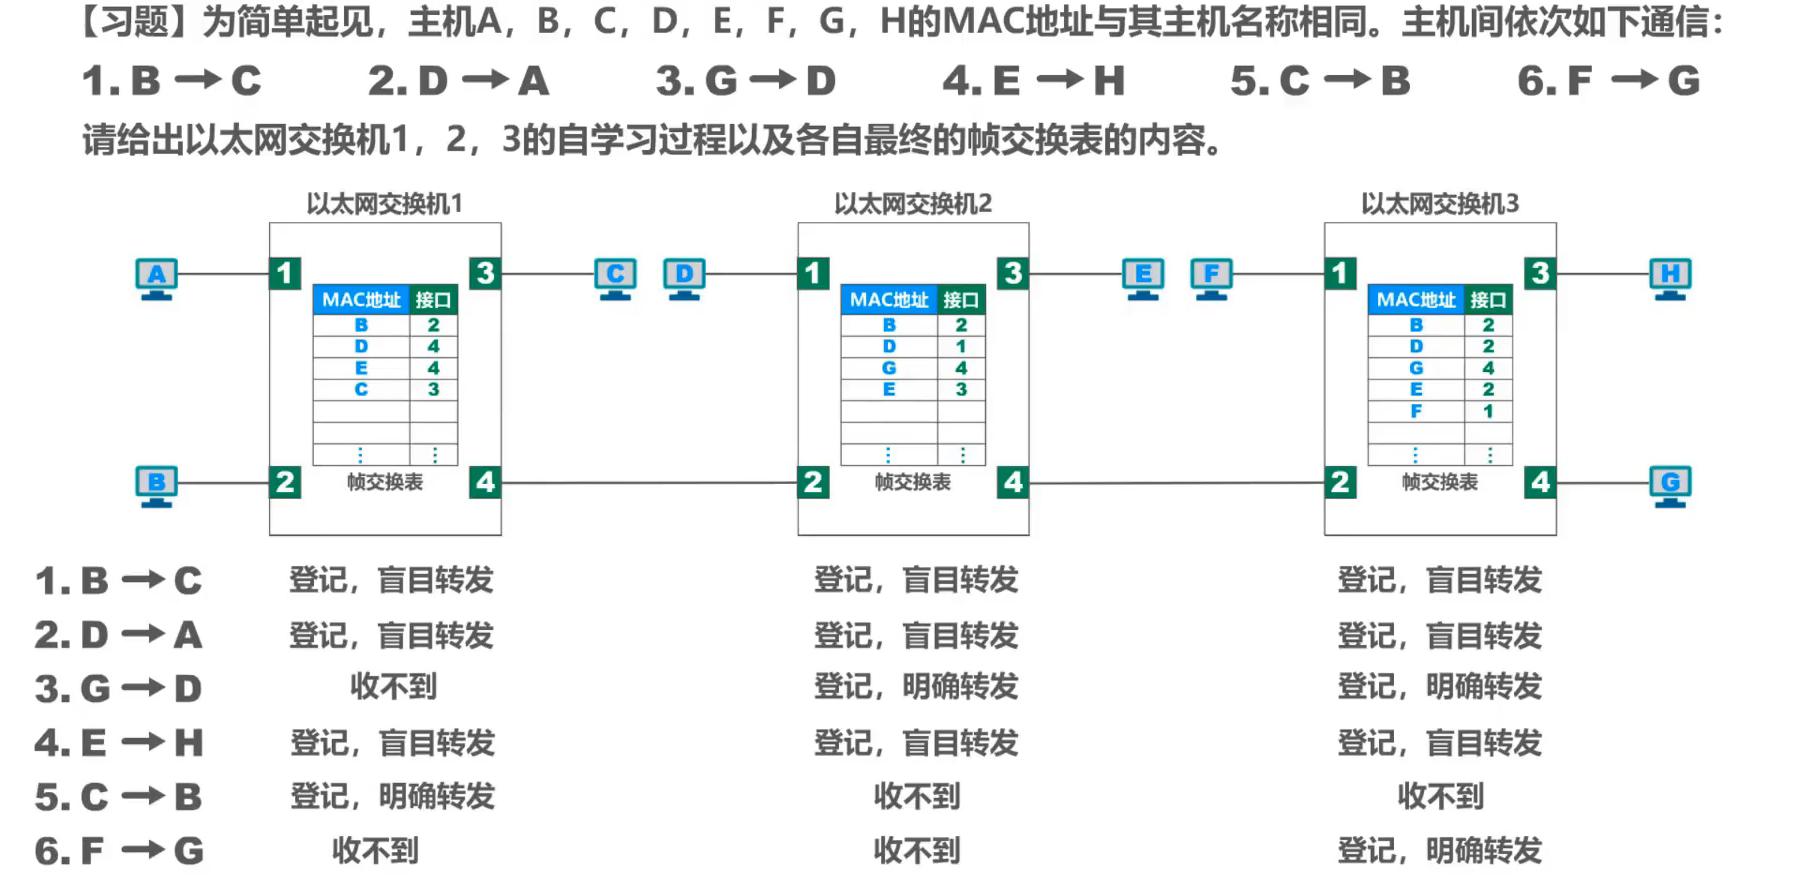 【习题】为简单起见，主机A，B，C，D，E，F，G，H的MAC地址与其主机名称相同。主机间依次如下通信：
1. B → C 2. D → A 3. G → D 4. E → H 5. C → B 6. F → G
请给出以太网交换机1，2，3的自学习过程以及各自最终的帧交换表的内容。
以太网交换机1 以太网交换机2 以太网交换机3
A 1 3 C D 1 3 E F 1 3 H
MAC地址 接口 MAC地址 接口 MAC地址 接口
B 2 B 2 B 2
D 4 D 1 D 2
E 4 G 4 G 4
C 3 E 3 E 2
F 1
⋮ ⋮ ⋮ ⋮ ⋮ ⋮
B 2 帧交换表 4 2 帧交换表 4 2 帧交换表 4 G
1. B → C 登记，盲目转发 登记，盲目转发 登记，盲目转发
2. D → A 登记，盲目转发 登记，盲目转发 登记，盲目转发
3. G → D 收不到 登记，明确转发 登记，明确转发
4. E → H 登记，盲目转发 登记，盲目转发 登记，盲目转发
5. C → B 登记，明确转发 收不到 收不到
6. F → G 收不到 收不到 登记，明确转发